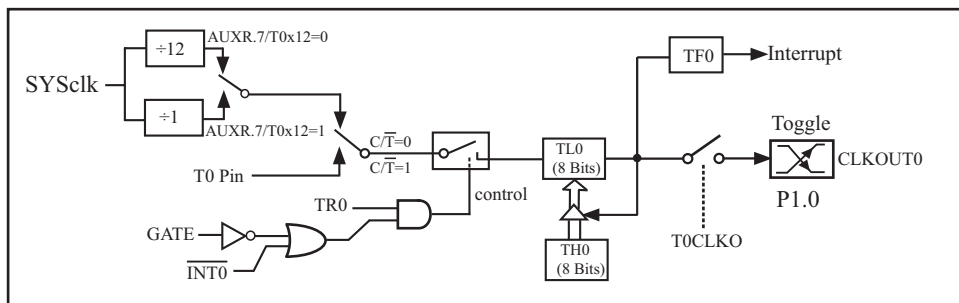 AUXR.7/T0x12=0
÷12
SYSclk
÷1
AUXR.7/T0x12=1
C/T̅=0
C/T̅=1
T0 Pin
TR0
GATE
I̅N̅T̅0̅
control
TL0
(8 Bits)
TH0
(8 Bits)
TF0
Interrupt
Toggle
CLKOUT0
P1.0
T0CLKO